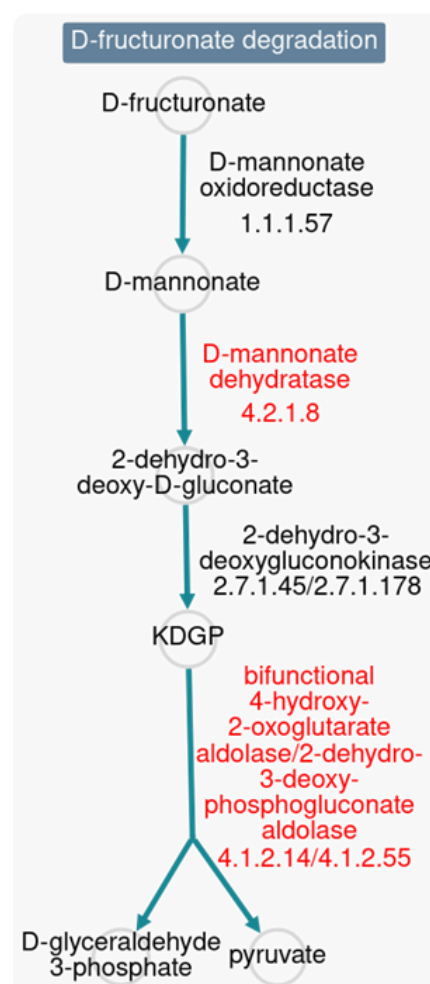 D-fructuronate degradation
D-fructuronate
D-mannonate
oxidoreductase
1.1.1.57
D-mannonate
D-mannonate
dehydratase
4.2.1.8
2-dehydro-3-
deoxy-D-gluconate
2-dehydro-3-
deoxygluconokinase
2.7.1.45/2.7.1.178
KDGP
bifunctional
4-hydroxy-
2-oxoglutarate
aldolase/2-dehydro-
3-deoxy-
phosphogluconate
aldolase
4.1.2.14/4.1.2.55
D-glyceraldehyde
3-phosphate
pyruvate